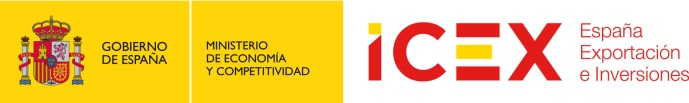 GOBIERNO
DE ESPAÑA
MINISTERIO
DE ECONOMÍA
Y COMPETITIVIDAD
iCEX
España
Exportación
e Inversiones